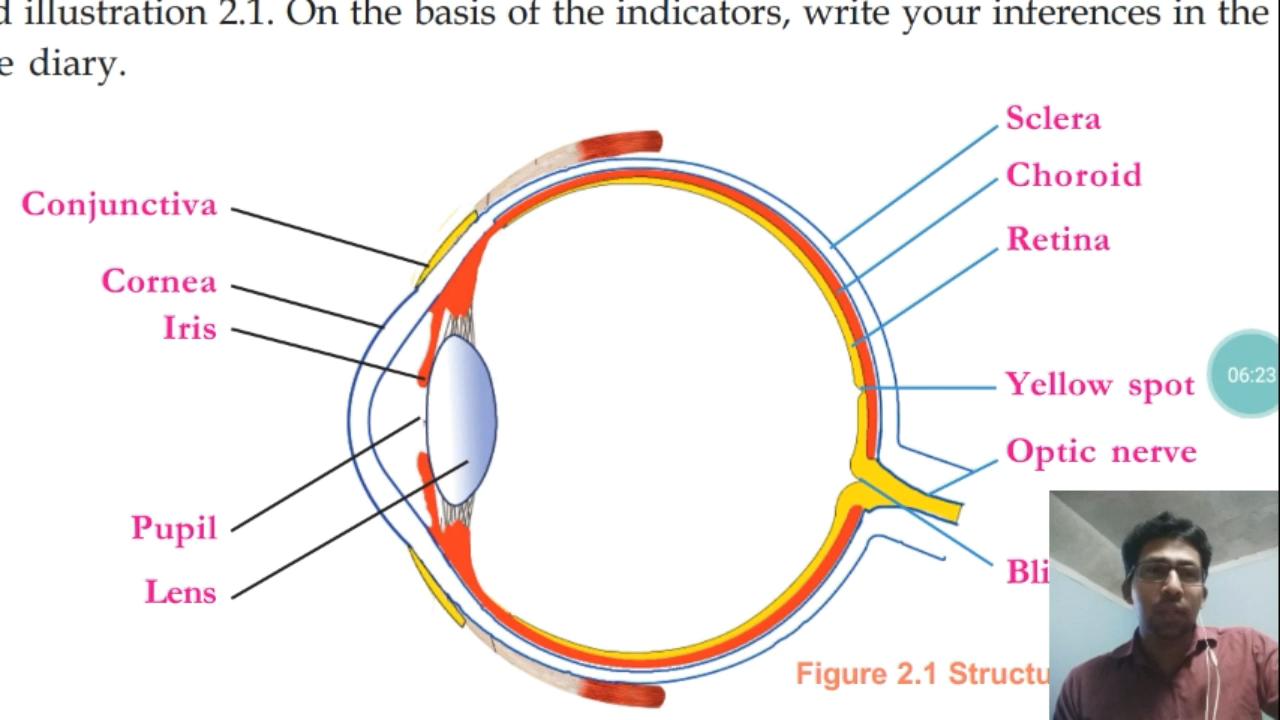 d illustration 2.1. On the basis of the indicators, write your inferences in the
e diary.
Sclera
Choroid
Conjunctiva
Retina
Cornea
Iris
Yellow spot
06:23
Optic nerve
Pupil
Bli
Lens
Figure 2.1 Structu